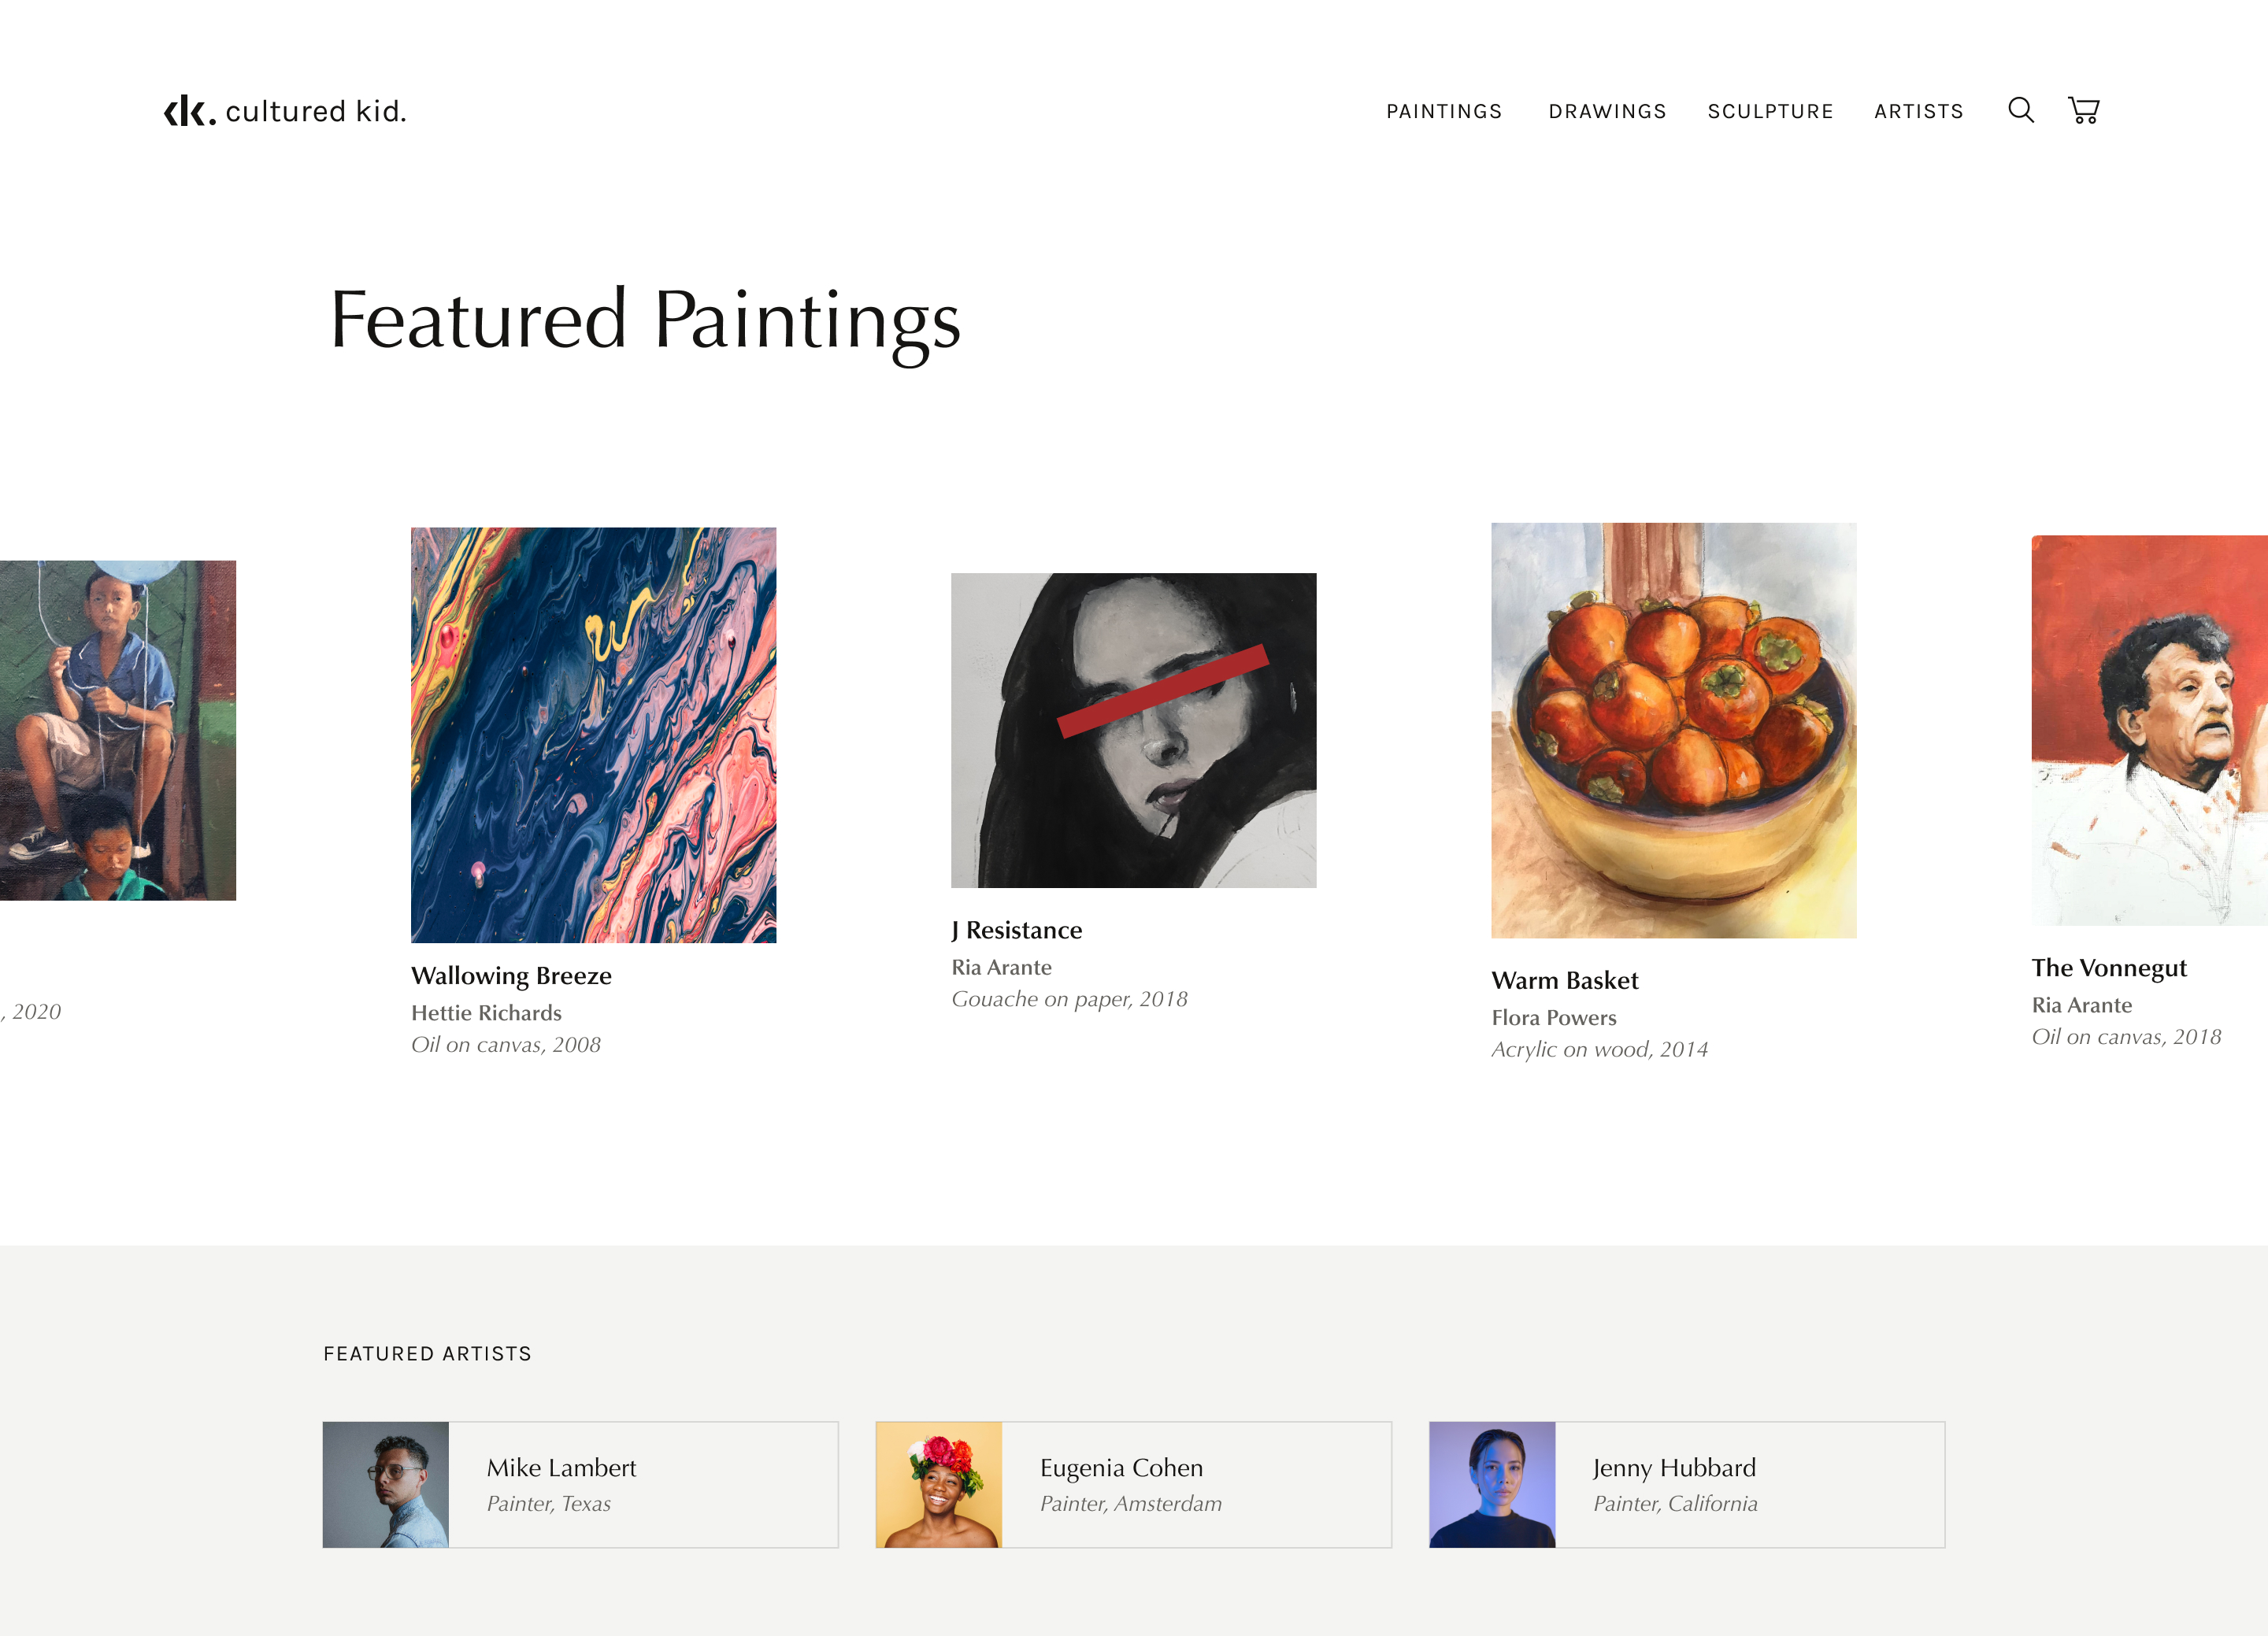 cultured kid.
PAINTINGS DRAWINGS SCULPTURE ARTISTS
Featured Paintings
, 2020
Wallowing Breeze
Hettie Richards
Oil on canvas, 2008
J Resistance
Ria Arante
Gouache on paper, 2018
Warm Basket
Flora Powers
Acrylic on wood, 2014
The Vonnegut
Ria Arante
Oil on canvas, 2018
FEATURED ARTISTS
Mike Lambert
Painter, Texas
Eugenia Cohen
Painter, Amsterdam
Jenny Hubbard
Painter, California